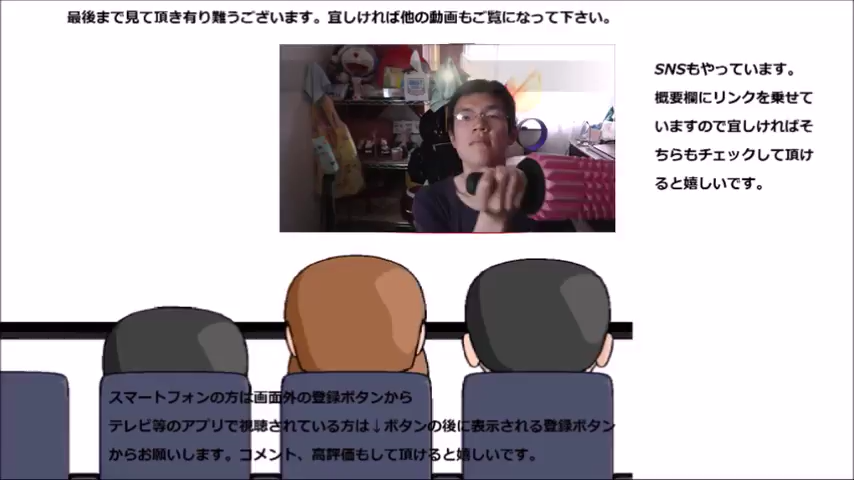 最後まで見て頂き有り難うございます。宜しければ他の動画もご覧になって下さい。
SNSもやっています。
概要欄にリンクを乗せて
いますので宜しければそ
ちらもチェックして頂け
ると嬉しいです。
スマートフォンの方は画面外の登録ボタンから
テレビ等のアプリで視聴されている方は↓ボタンの後に表示される登録ボタン
からお願いします。コメント、高評価もして頂けると嬉しいです。